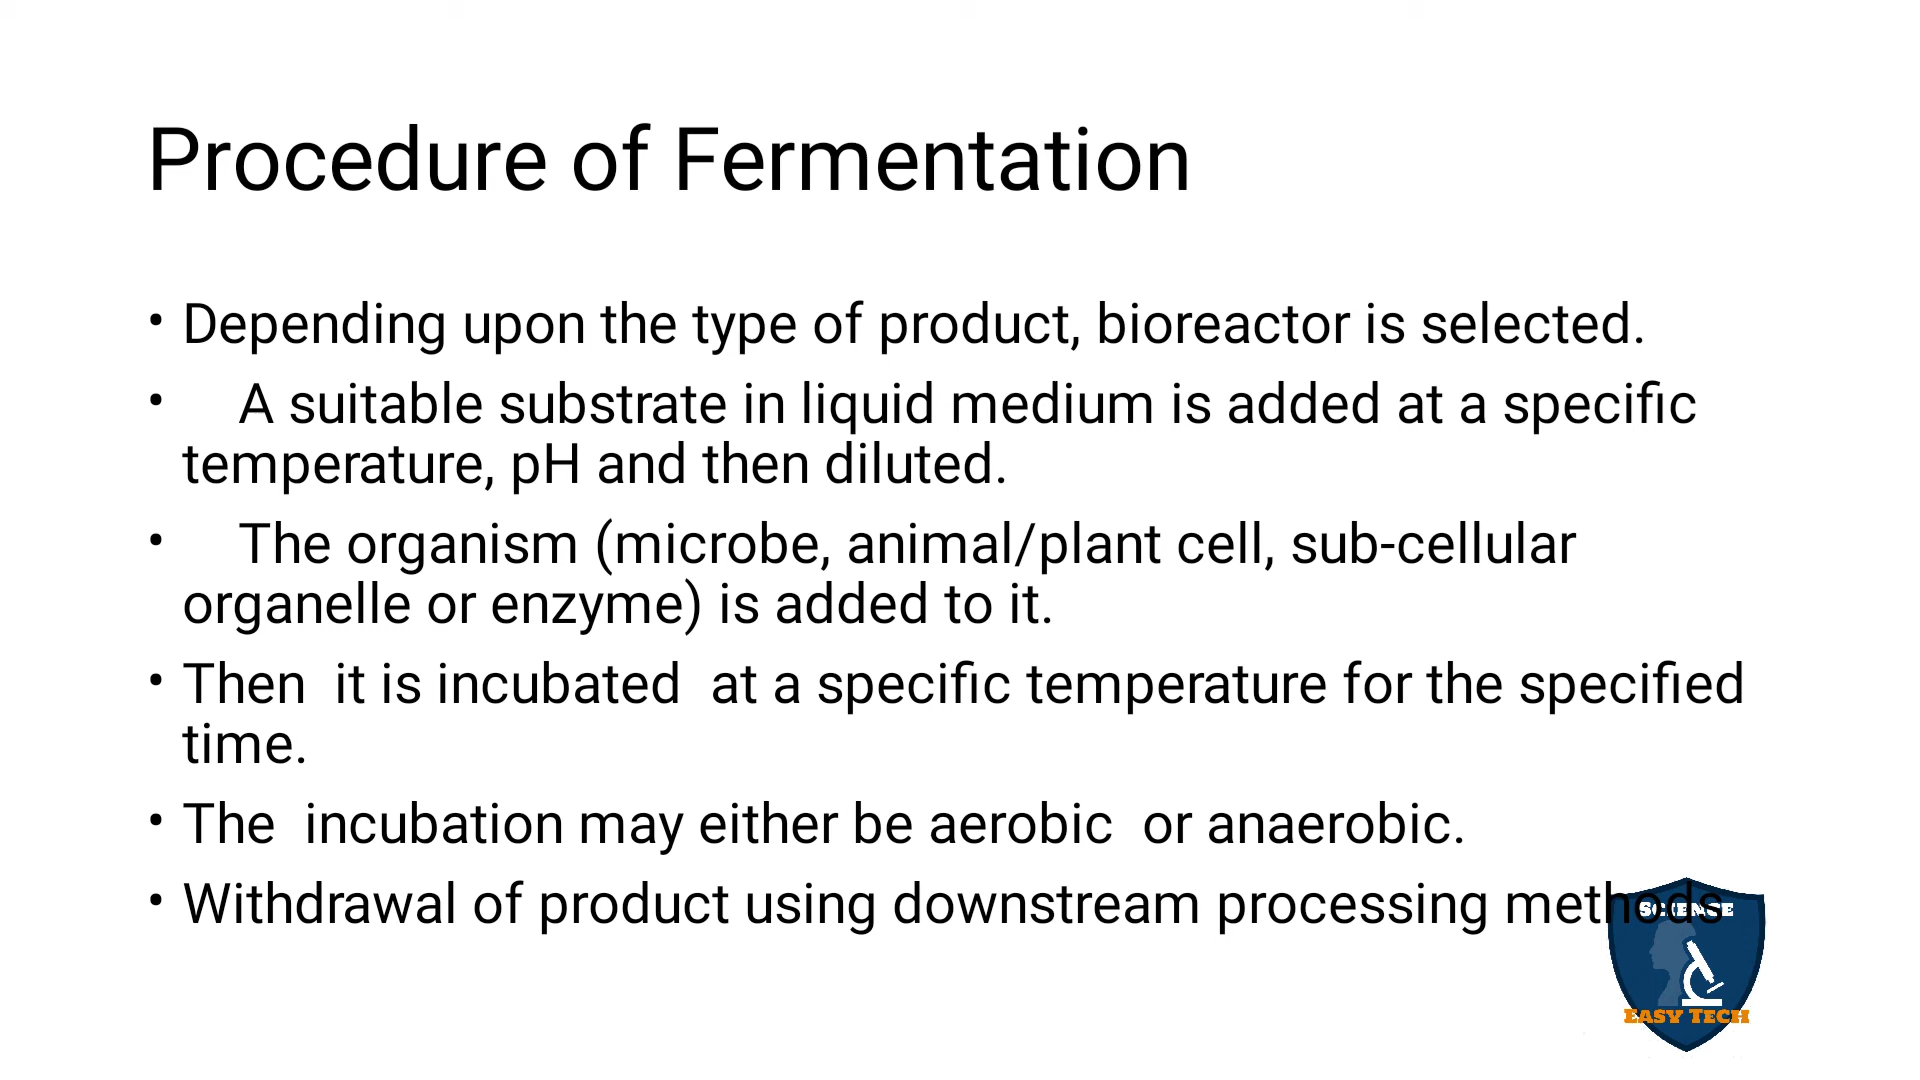 Procedure of Fermentation
• Depending upon the type of product, bioreactor is selected.
• A suitable substrate in liquid medium is added at a specific
temperature, pH and then diluted.
• The organism (microbe, animal/plant cell, sub-cellular
organelle or enzyme) is added to it.
• Then it is incubated at a specific temperature for the specified
time.
• The incubation may either be aerobic or anaerobic.
• Withdrawal of product using downstream processing methods
SCIENCE
EASY TECH